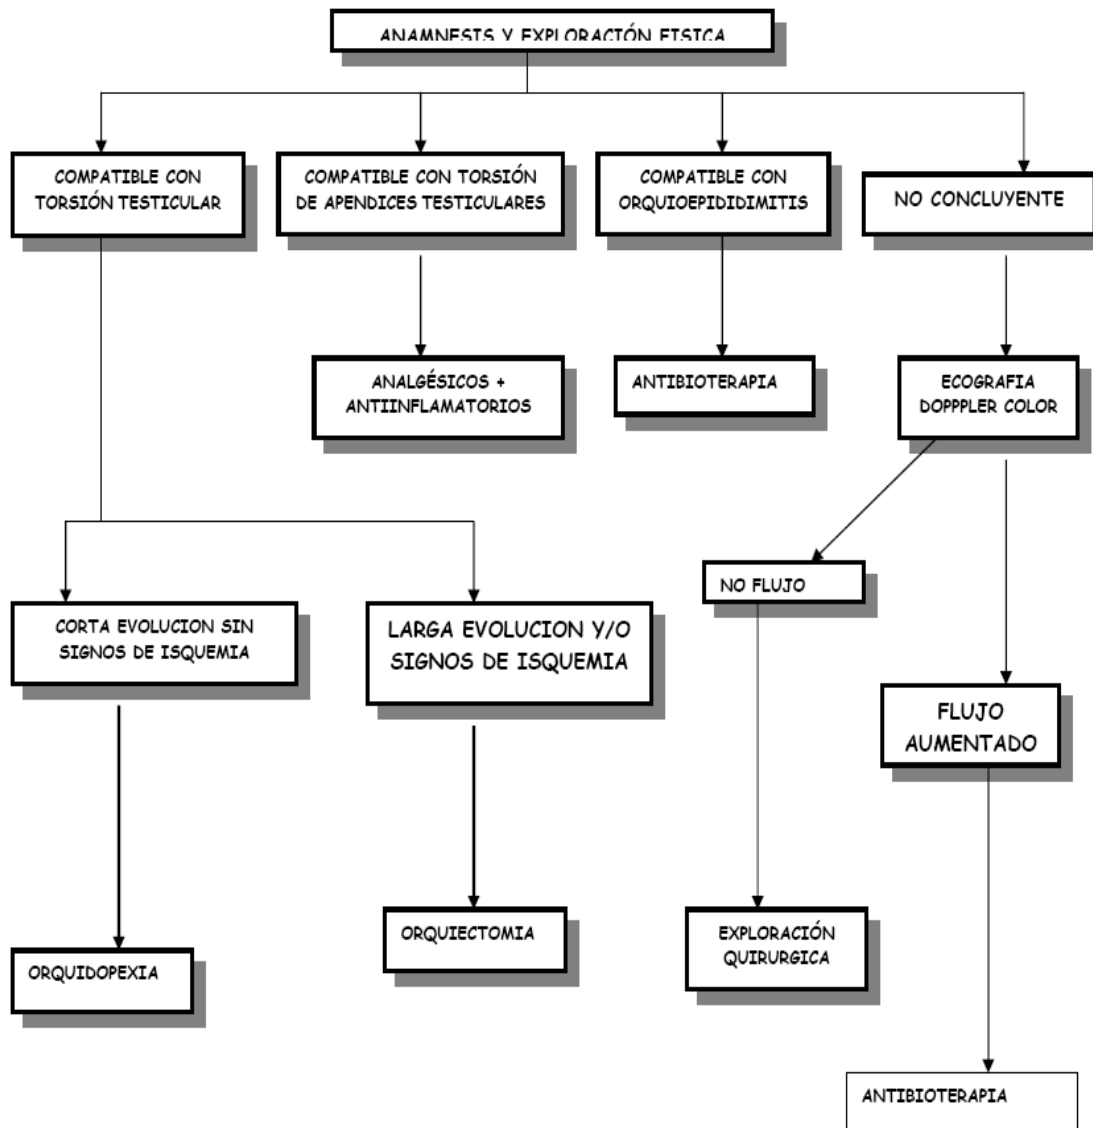 ANAMNESIS Y EXPLORACIÓN FISICA
COMPATIBLE CON
TORSIÓN TESTICULAR
COMPATIBLE CON TORSIÓN
DE APENDICES TESTICULARES
COMPATIBLE CON
ORQUIOEPIDIDIMITIS
NO CONCLUYENTE
ANALGÉSICOS +
ANTIINFLAMATORIOS
ANTIBIOTERAPIA
ECOGRAFIA
DOPPPLER COLOR
NO FLUJO
CORTA EVOLUCION SIN
SIGNOS DE ISQUEMIA
LARGA EVOLUCION Y/O
SIGNOS DE ISQUEMIA
FLUJO
AUMENTADO
ORQUIDOPEXIA
ORQUIECTOMIA
EXPLORACIÓN
QUIRURGICA
ANTIBIOTERAPIA